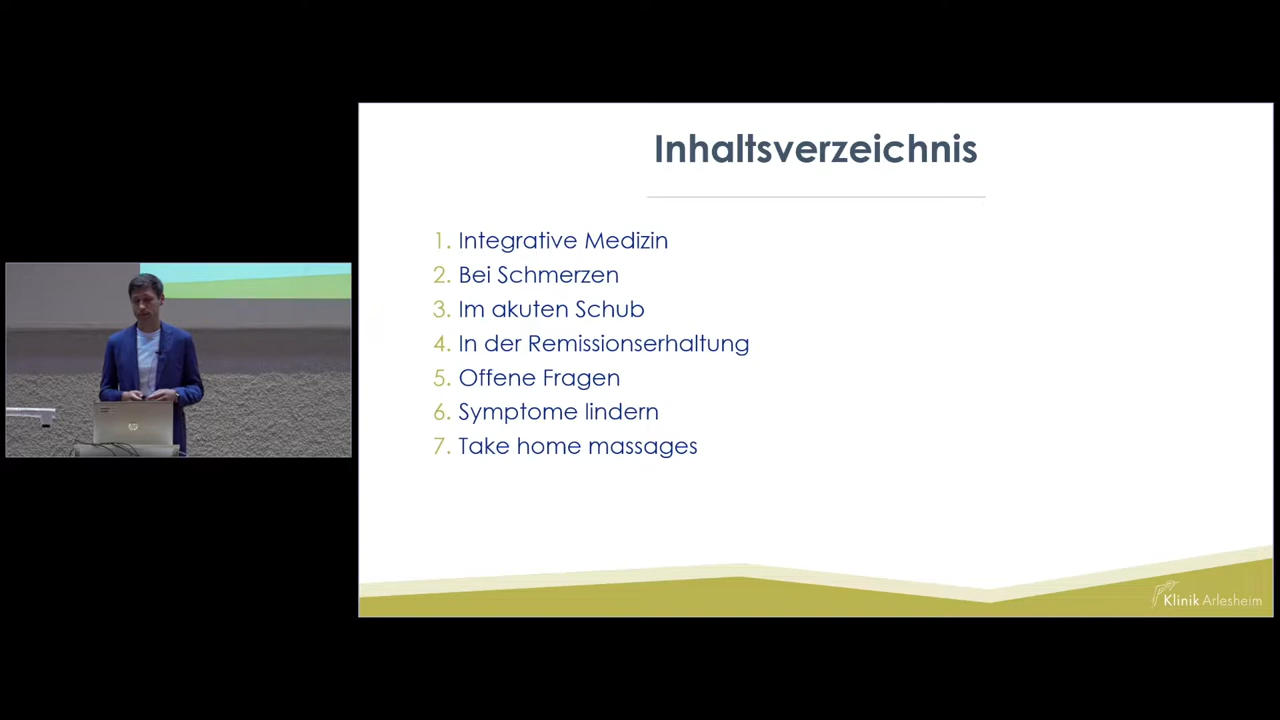 Inhaltsverzeichnis
1. Integrative Medizin
2. Bei Schmerzen
3. Im akuten Schub
4. In der Remissionserhaltung
5. Offene Fragen
6. Symptome lindern
7. Take home massages
Klinik Arlesheim
hp